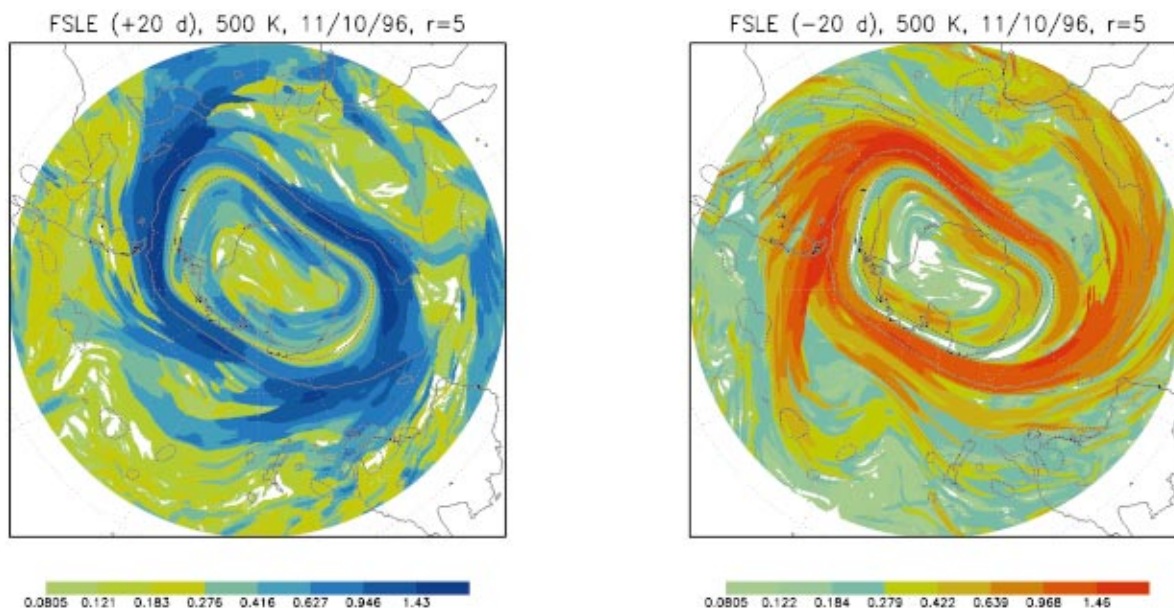 FSLE (+20 d), 500 K, 11/10/96, r=5
FSLE (−20 d), 500 K, 11/10/96, r=5
0.0805 0.121 0.183 0.276 0.416 0.627 0.946 1.43
0.0805 0.122 0.184 0.279 0.422 0.639 0.968 1.46